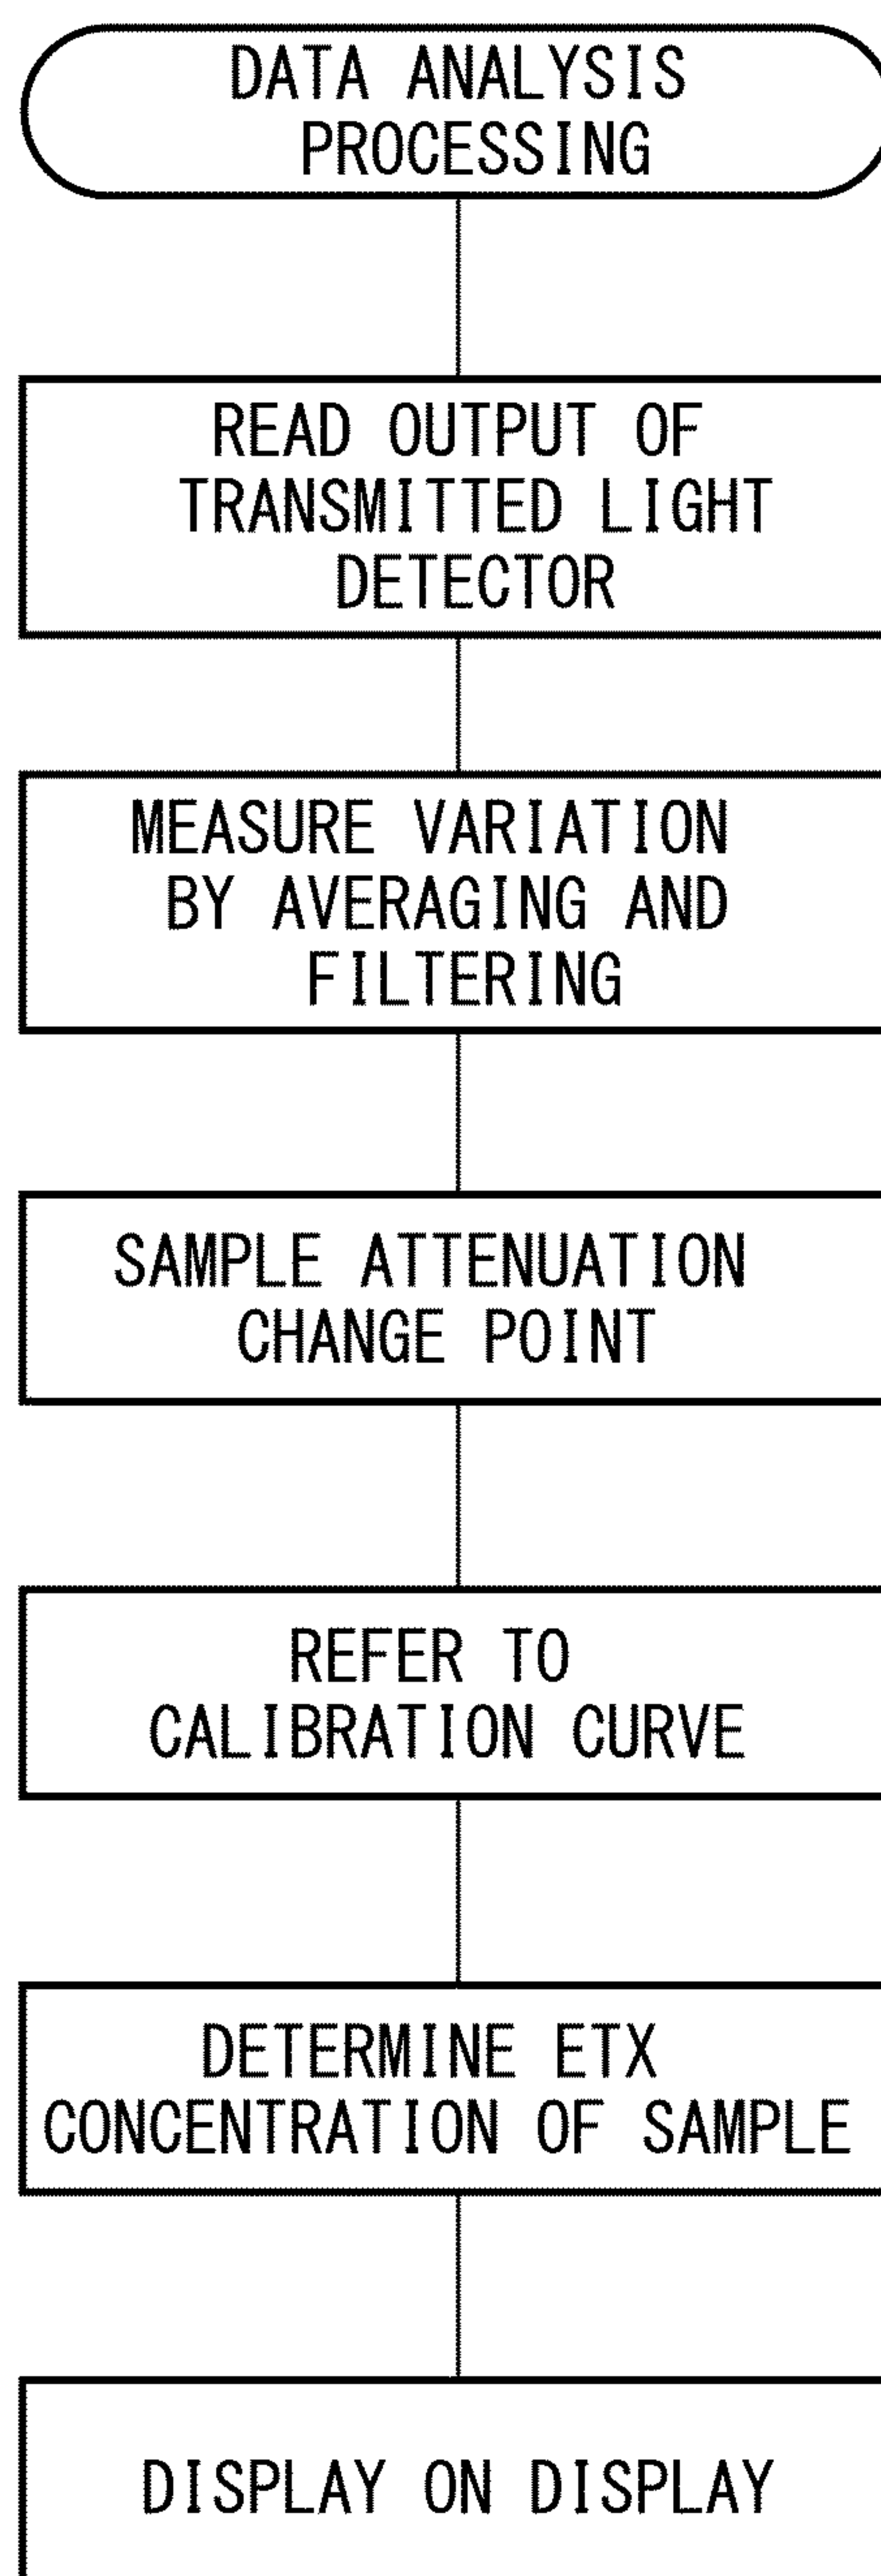 DATA ANALYSIS
PROCESSING
READ OUTPUT OF
TRANSMITTED LIGHT
DETECTOR
MEASURE VARIATION
BY AVERAGING AND
FILTERING
SAMPLE ATTENUATION
CHANGE POINT
REFER TO
CALIBRATION CURVE
DETERMINE ETX
CONCENTRATION OF SAMPLE
DISPLAY ON DISPLAY